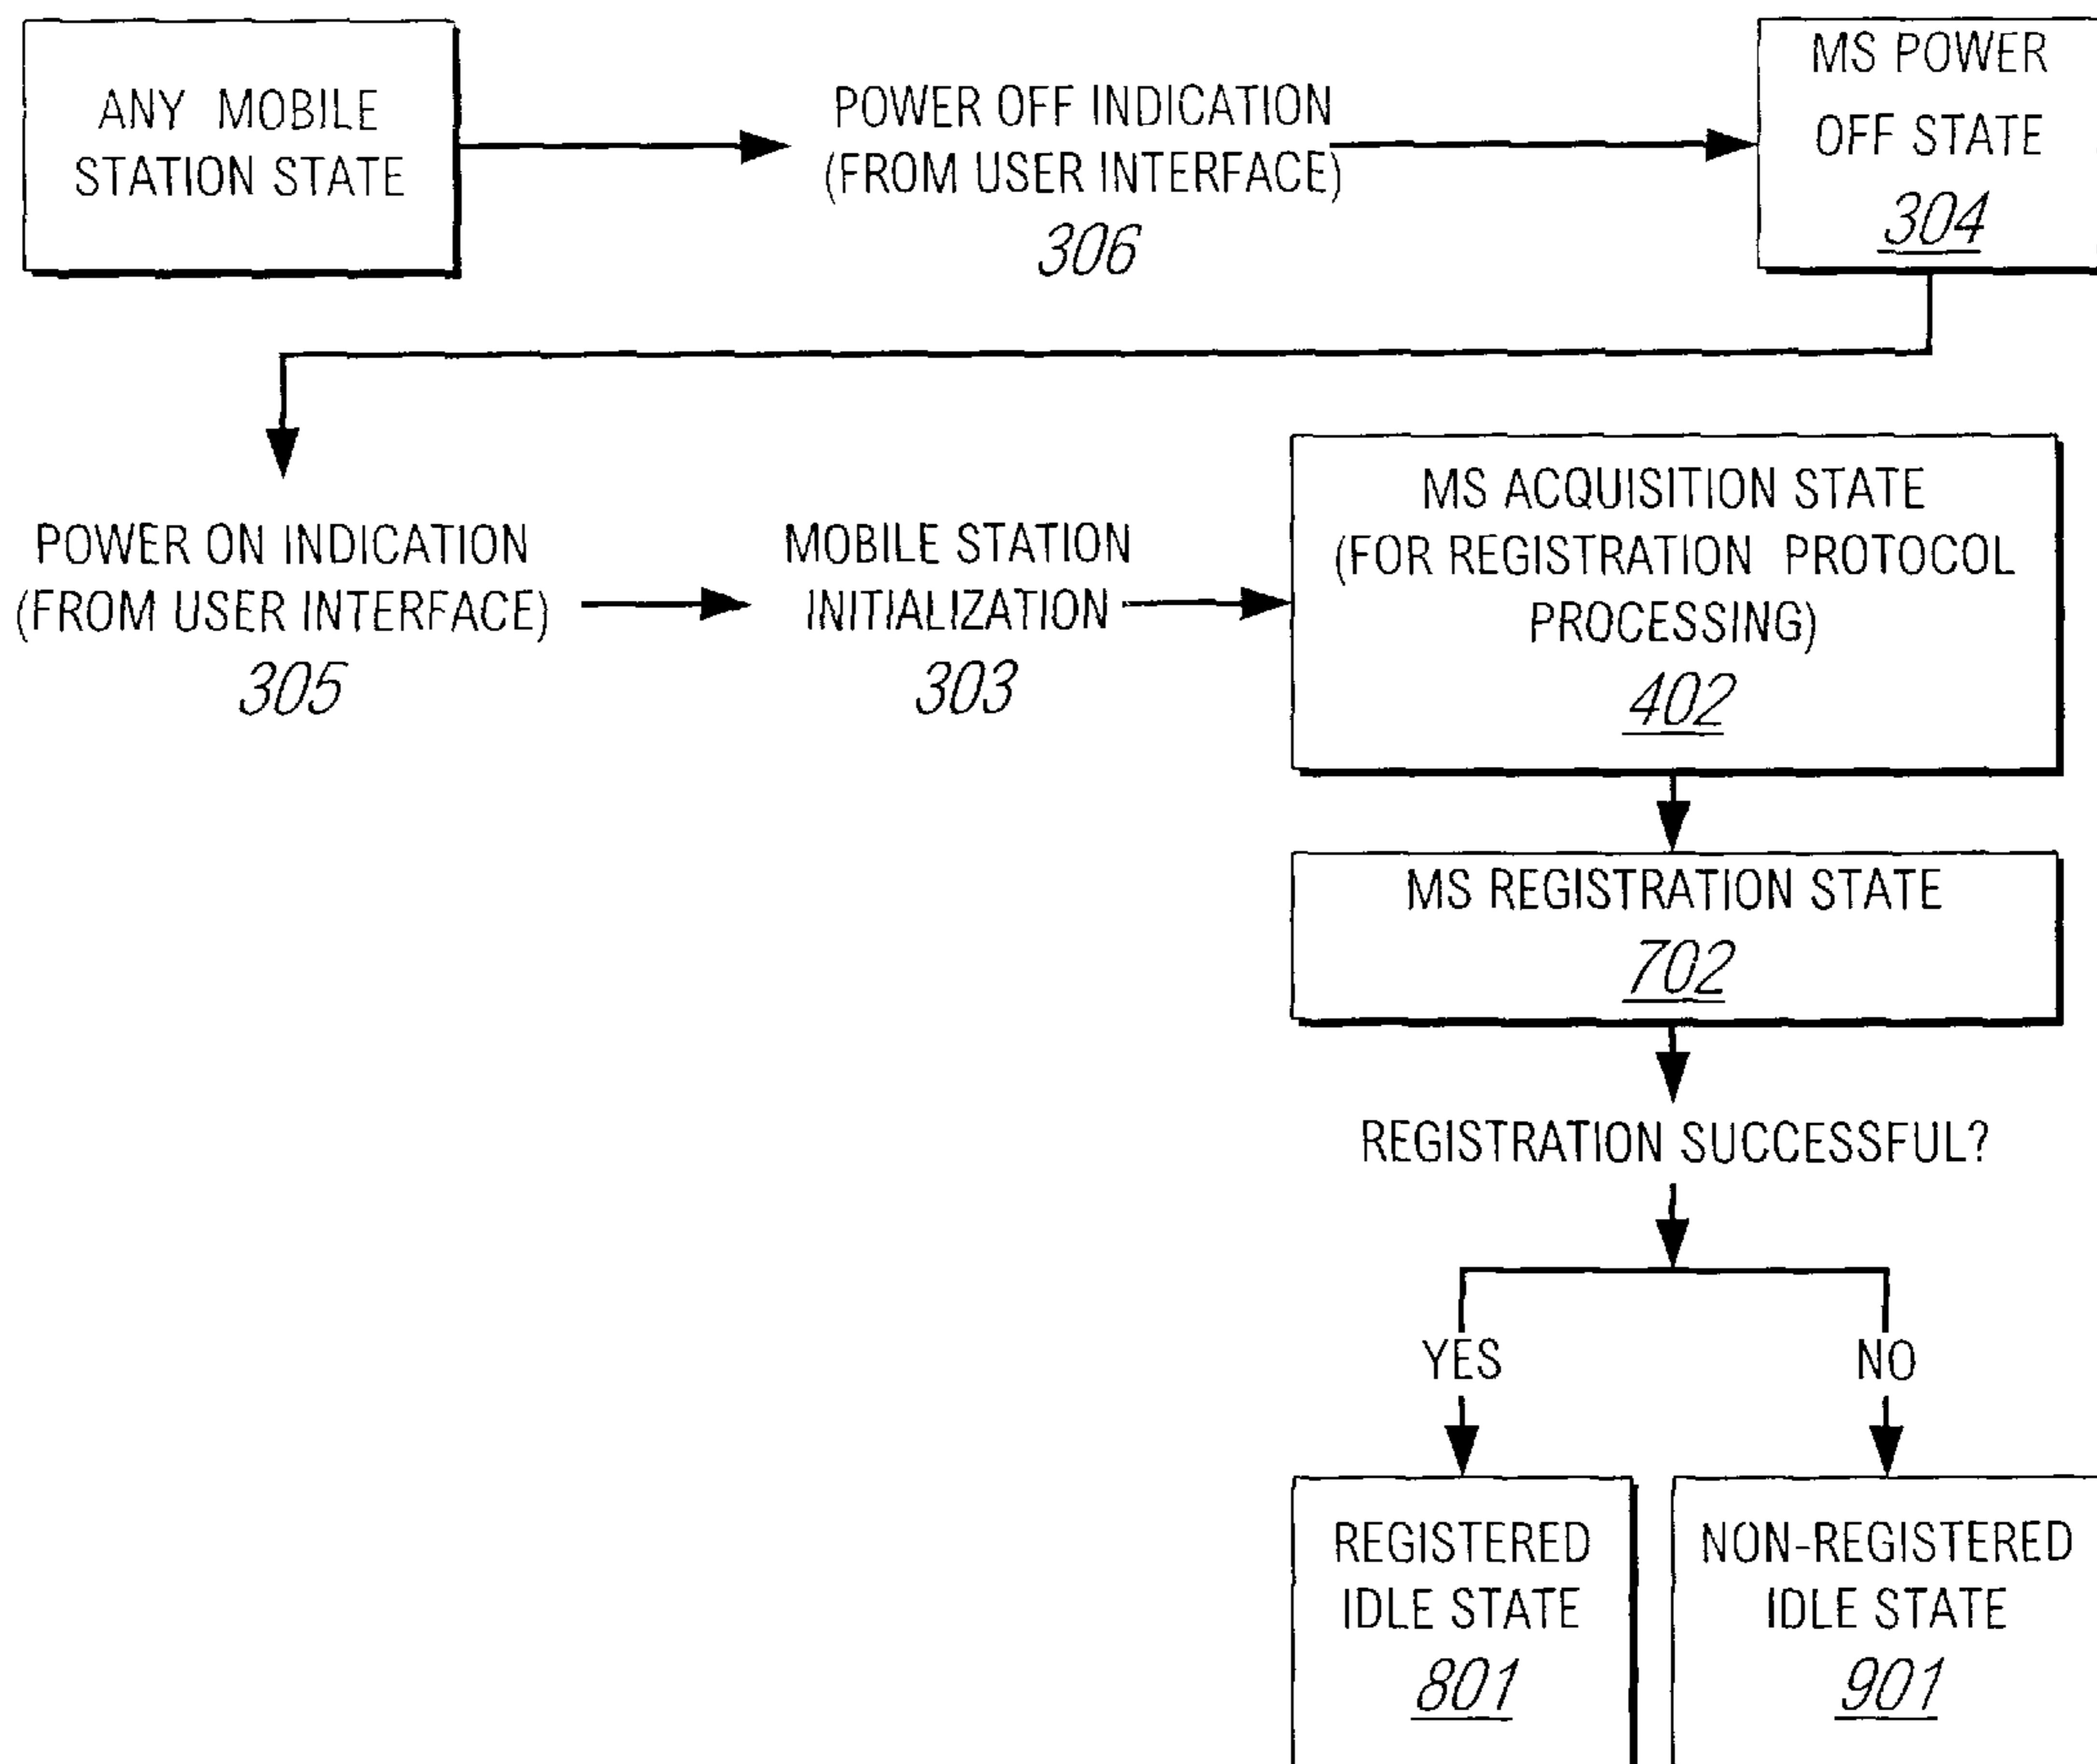 ANY MOBILE
STATION STATE
POWER OFF INDICATION
(FROM USER INTERFACE)
306
MS POWER
OFF STATE
304
POWER ON INDICATION
(FROM USER INTERFACE)
305
MOBILE STATION
INITIALIZATION
303
MS ACQUISITION STATE
(FOR REGISTRATION PROTOCOL
PROCESSING)
402
MS REGISTRATION STATE
702
REGISTRATION SUCCESSFUL?
YES
NO
REGISTERED
IDLE STATE
801
NON-REGISTERED
IDLE STATE
901